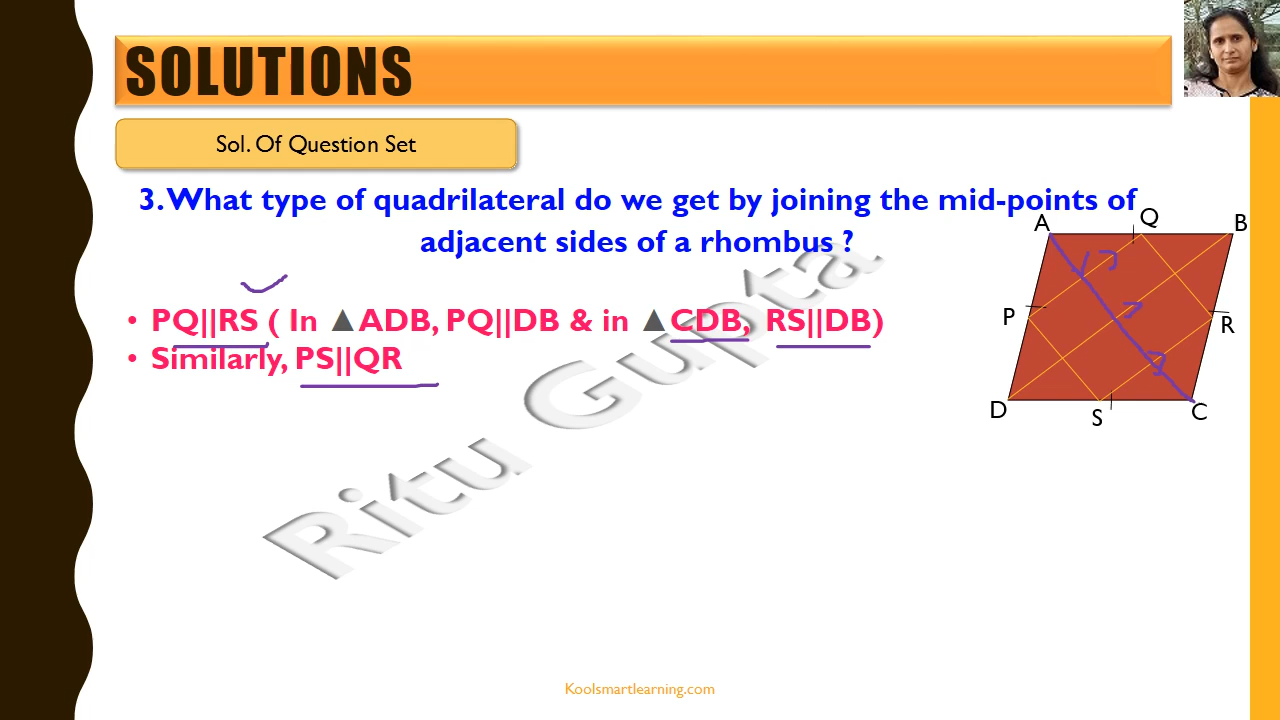 SOLUTIONS
Sol. Of Question Set
3. What type of quadrilateral do we get by joining the mid-points of
adjacent sides of a rhombus ?
A
Q
B
• PQ||RS ( In ▲ADB, PQ||DB & in ▲CDB, RS||DB)
P
R
• Similarly, PS||QR
D
S
C
Ritu Gupta
Koolsmartlearning.com